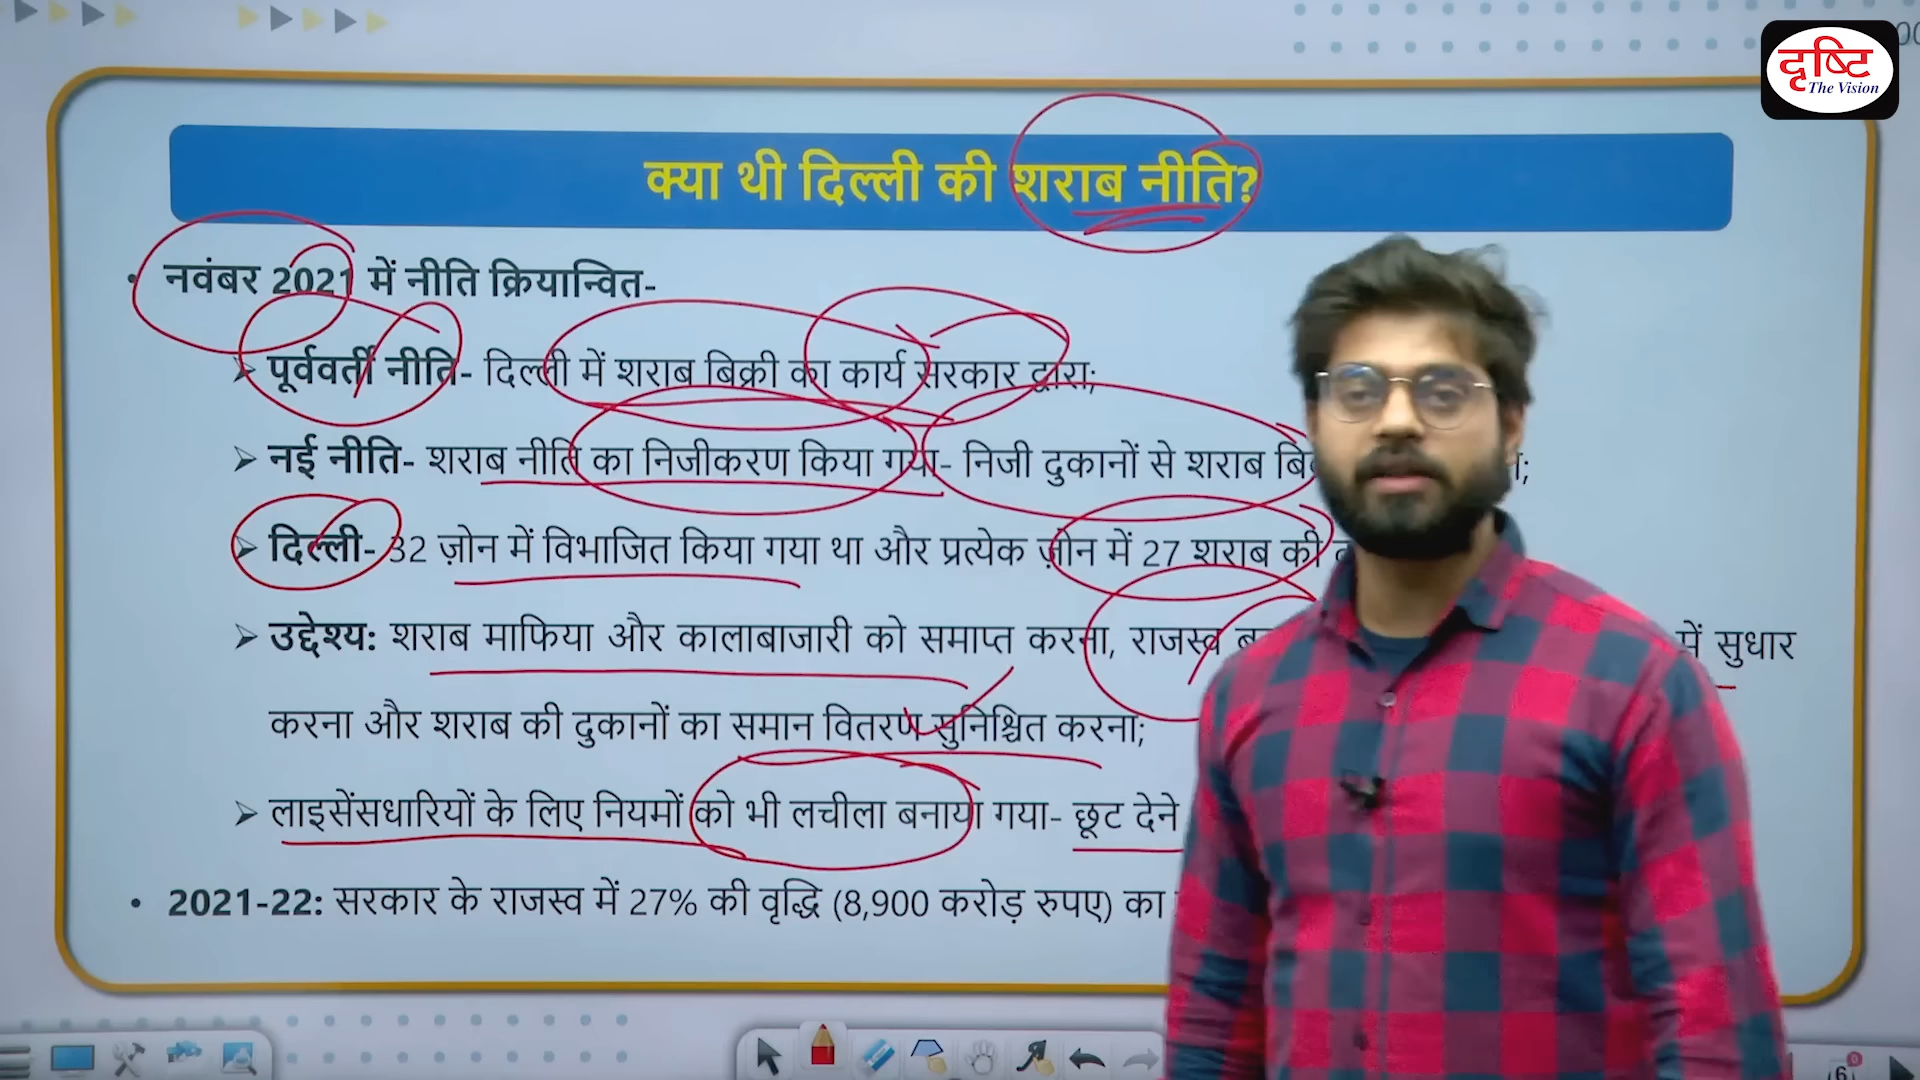 दृष्टि
The Vision
क्या थी दिल्ली की शराब नीति?
• नवंबर 2021 में नीति क्रियान्वित-
➢ पूर्ववर्ती नीति- दिल्ली में शराब बिक्री का कार्य सरकार द्वारा;
➢ नई नीति- शराब नीति का निजीकरण किया गया- निजी दुकानों से शराब
➢ दिल्ली- 32 ज़ोन में विभाजित किया गया था और प्रत्येक ज़ोन में 27 शराब की
➢ उद्देश्य: शराब माफिया और कालाबाजारी को समाप्त करना, राजस्व में सुधार
करना और शराब की दुकानों का समान वितरण सुनिश्चित करना;
➢ लाइसेंसधारियों के लिए नियमों को भी लचीला बनाया गया- छूट देने
• 2021-22: सरकार के राजस्व में 27% की वृद्धि (8,900 करोड़ रुपए) का